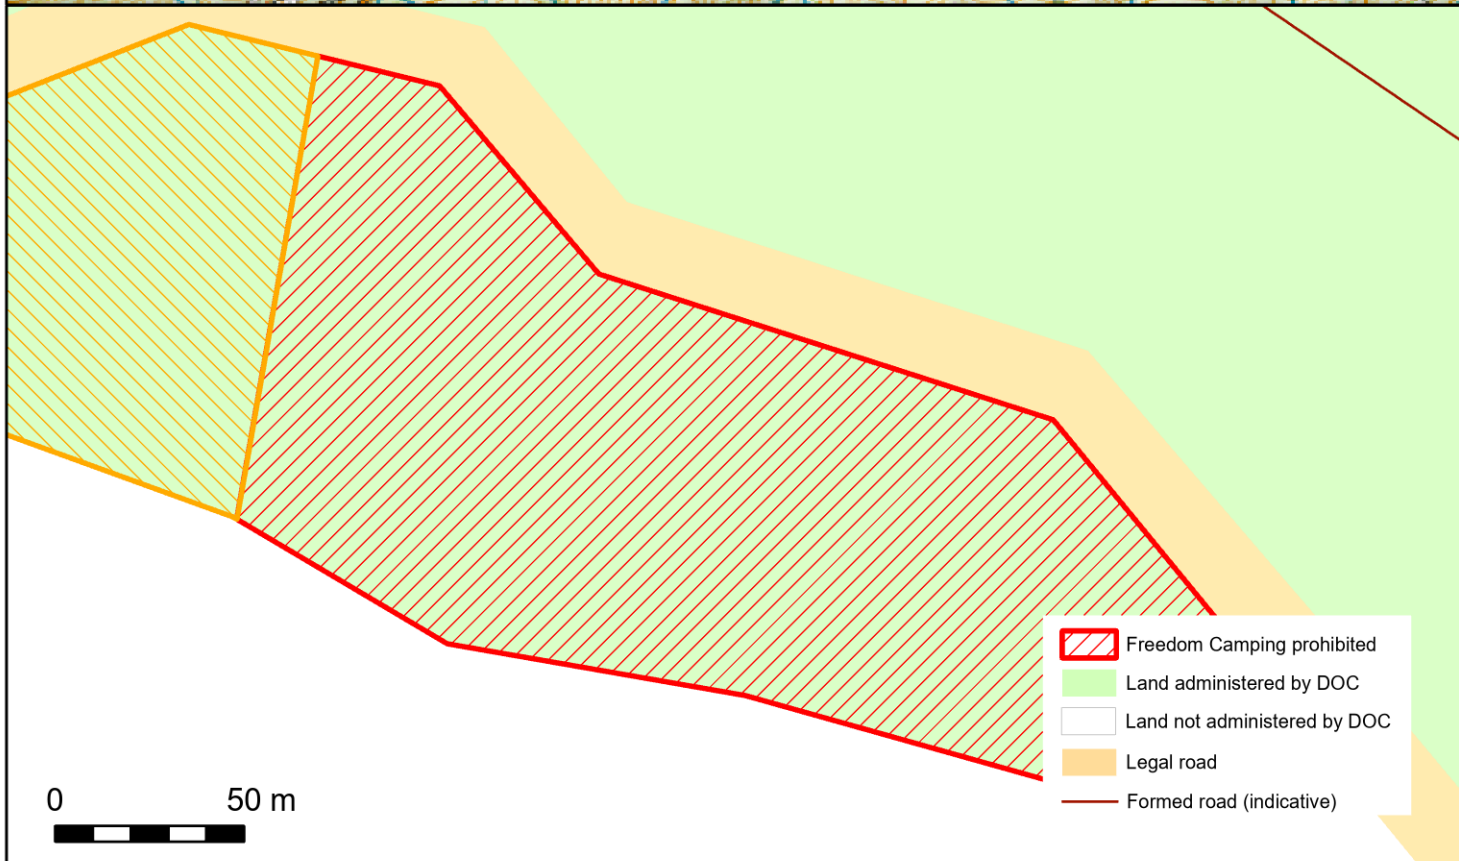 Freedom Camping prohibited
Land administered by DOC
Land not administered by DOC
Legal road
Formed road (indicative)
0 50 m